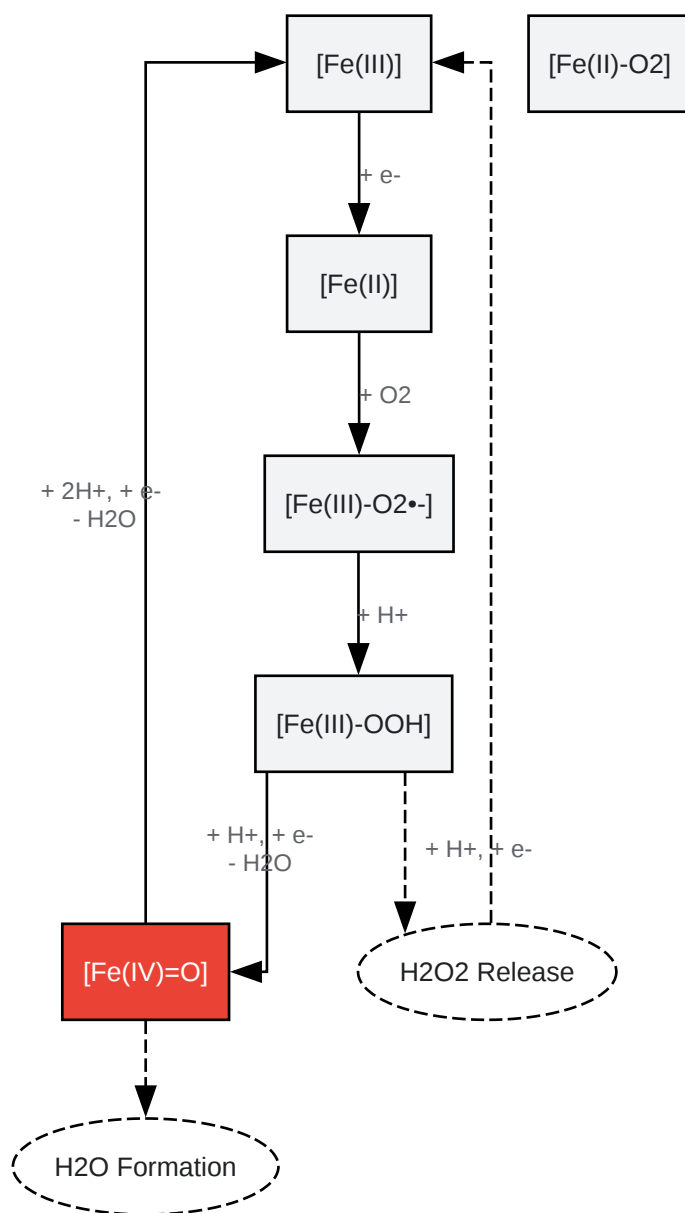 [Fe(III)]
[Fe(II)-O2]
+ e-
[Fe(II)]
+ O2
+ 2H+, + e-
- H2O
[Fe(III)-O2•-]
+ H+
[Fe(III)-OOH]
+ H+, + e-
- H2O
+ H+, + e-
[Fe(IV)=O]
H2O2 Release
H2O Formation